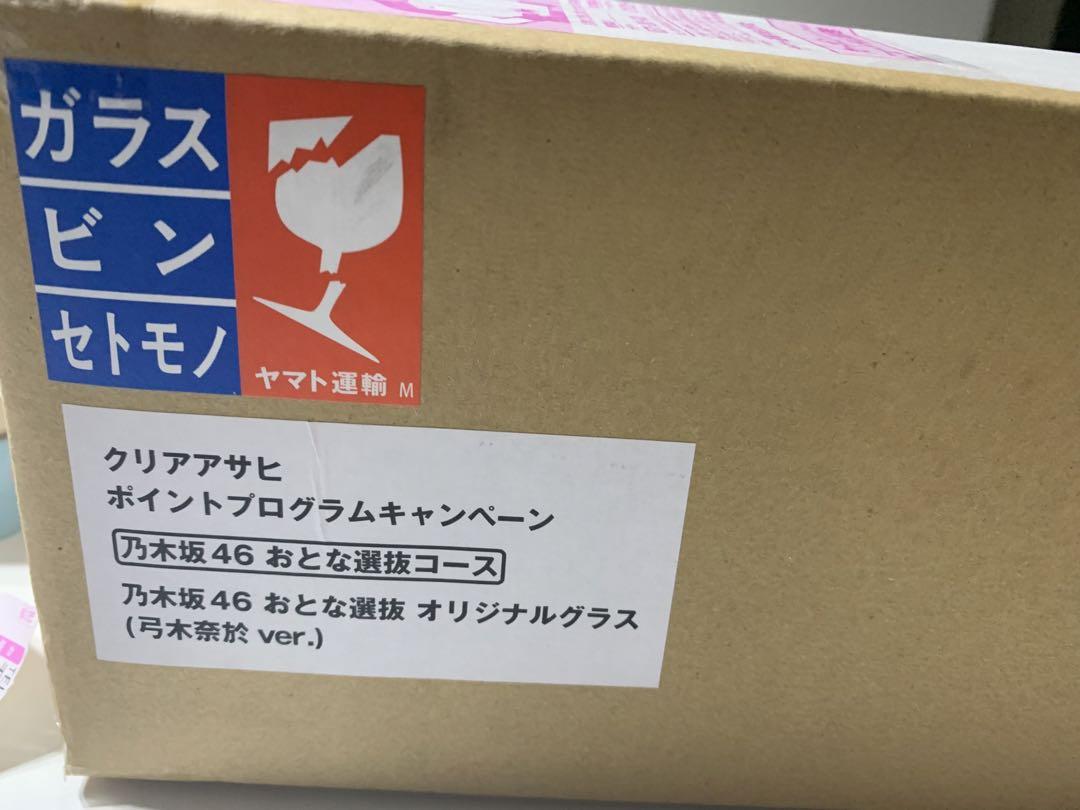 ガラス
ビン
セトモノ
ヤマト運輸 M
クリアアサヒ
ポイントプログラムキャンペーン
乃木坂46 おとな選抜コース
乃木坂46 おとな選抜 オリジナルグラス
(弓木奈於 ver.)